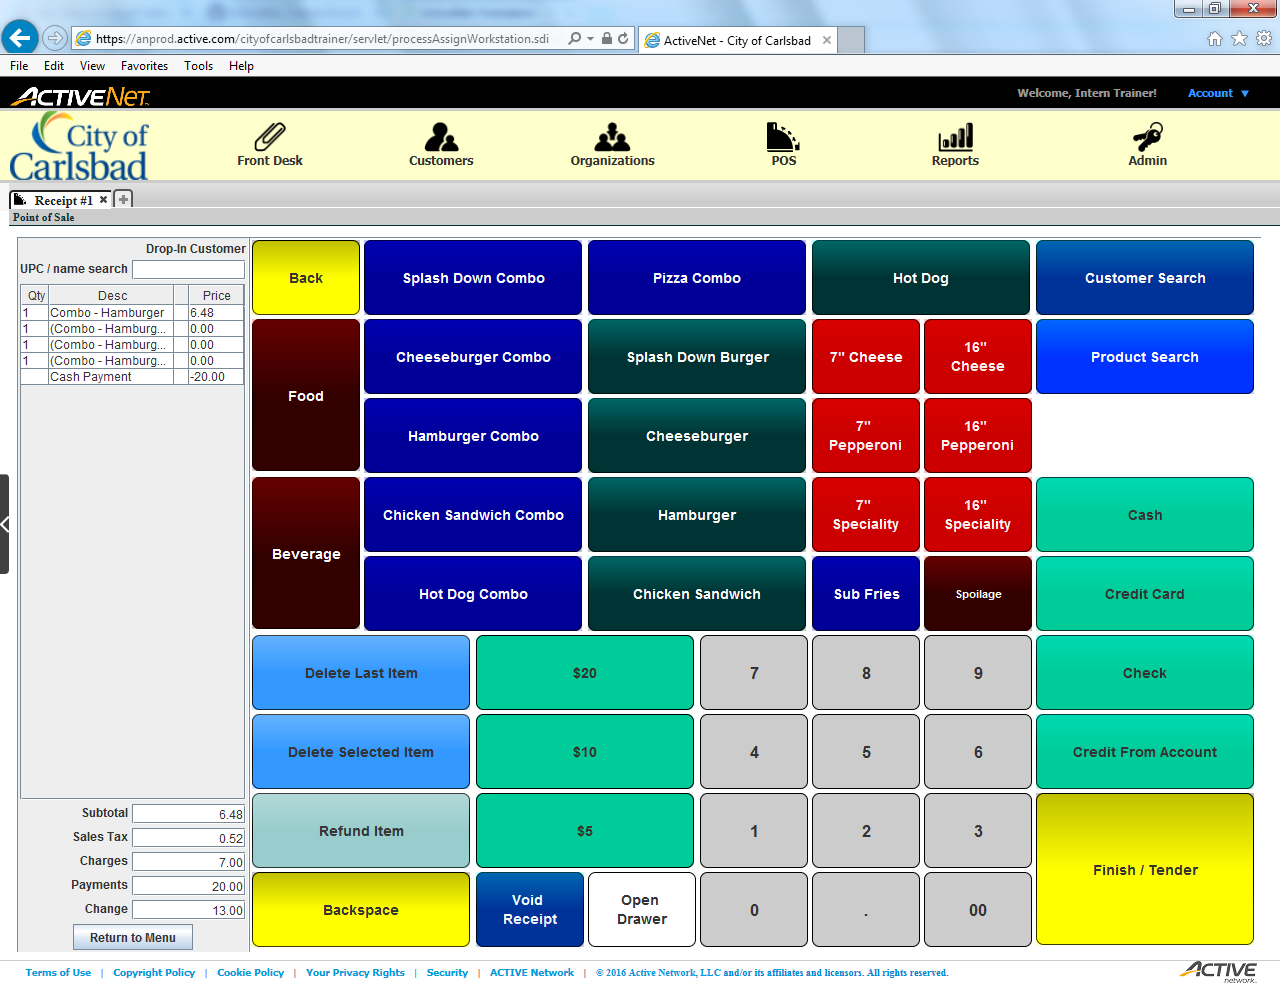 https://anprod.active.com/cityofcarlsbadtrainer/servlet/processAssignWorkstation.sdi
ActiveNet - City of Carlsbad
File Edit View Favorites Tools Help
ACTIVENET
Welcome, Intern Trainer! Account
City of
Carlsbad
Front Desk Customers Organizations POS Reports Admin
Receipt #1
Point of Sale
Drop-In Customer
UPC / name search
Qty Desc Price
1 Combo - Hamburger 6.48
1 (Combo - Hamburg... 0.00
1 (Combo - Hamburg... 0.00
1 (Combo - Hamburg... 0.00
Cash Payment -20.00
Subtotal 6.48
Sales Tax 0.52
Charges 7.00
Payments 20.00
Change 13.00
Return to Menu
Back
Splash Down Combo
Pizza Combo
Hot Dog
Customer Search
Food
Cheeseburger Combo
Splash Down Burger
7" Cheese
16"
Cheese
Product Search
Hamburger Combo
Cheeseburger
7"
Pepperoni
16"
Pepperoni
Beverage
Chicken Sandwich Combo
Hamburger
7"
Speciality
16"
Speciality
Cash
Hot Dog Combo
Chicken Sandwich
Sub Fries
Spoilage
Credit Card
Delete Last Item
$20
7
8
9
Check
Delete Selected Item
$10
4
5
6
Credit From Account
Refund Item
$5
1
2
3
Finish / Tender
Backspace
Void
Receipt
Open
Drawer
0
.
00
Terms of Use | Copyright Policy | Cookie Policy | Your Privacy Rights | Security | ACTIVE Network | © 2016 Active Network, LLC and/or its affiliates and licensors. All rights reserved.
ACTIVE
network